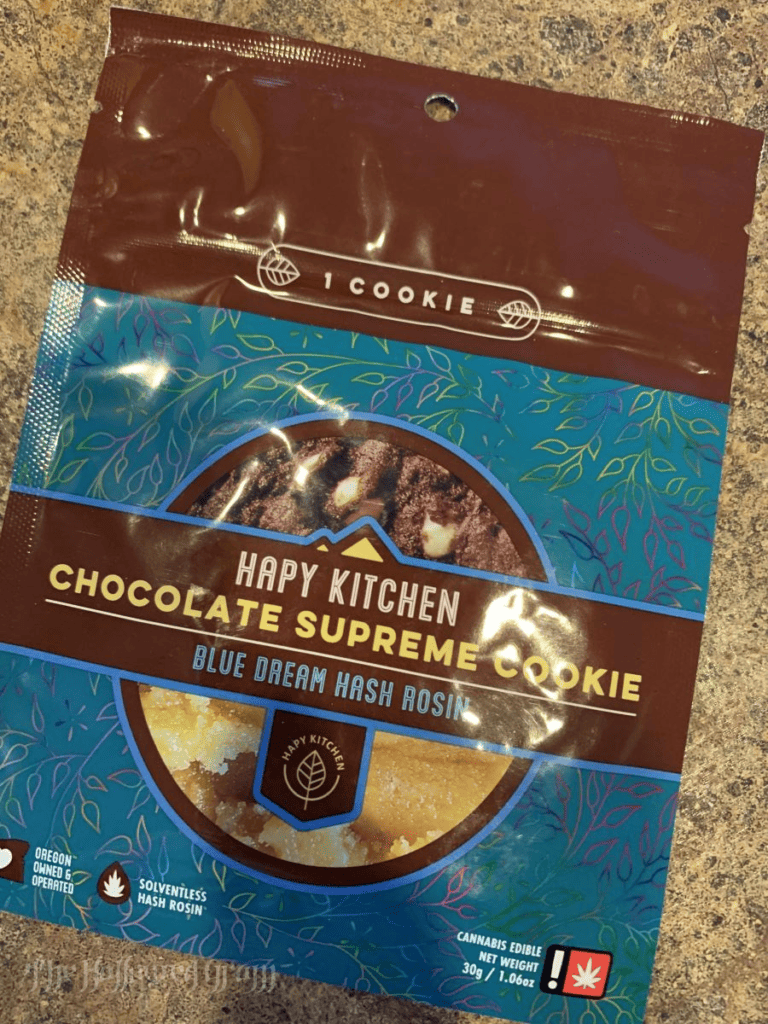 1 COOKIE
HAPY KITCHEN
CHOCOLATE SUPREME COOKIE
BLUE DREAM HASH ROSIN
HAPY KITCHEN
OREGON
OWNED &
OPERATED
SOLVENTLESS
HASH ROSIN
CANNABIS EDIBLE
NET WEIGHT
30g / 1.06oz
!
The